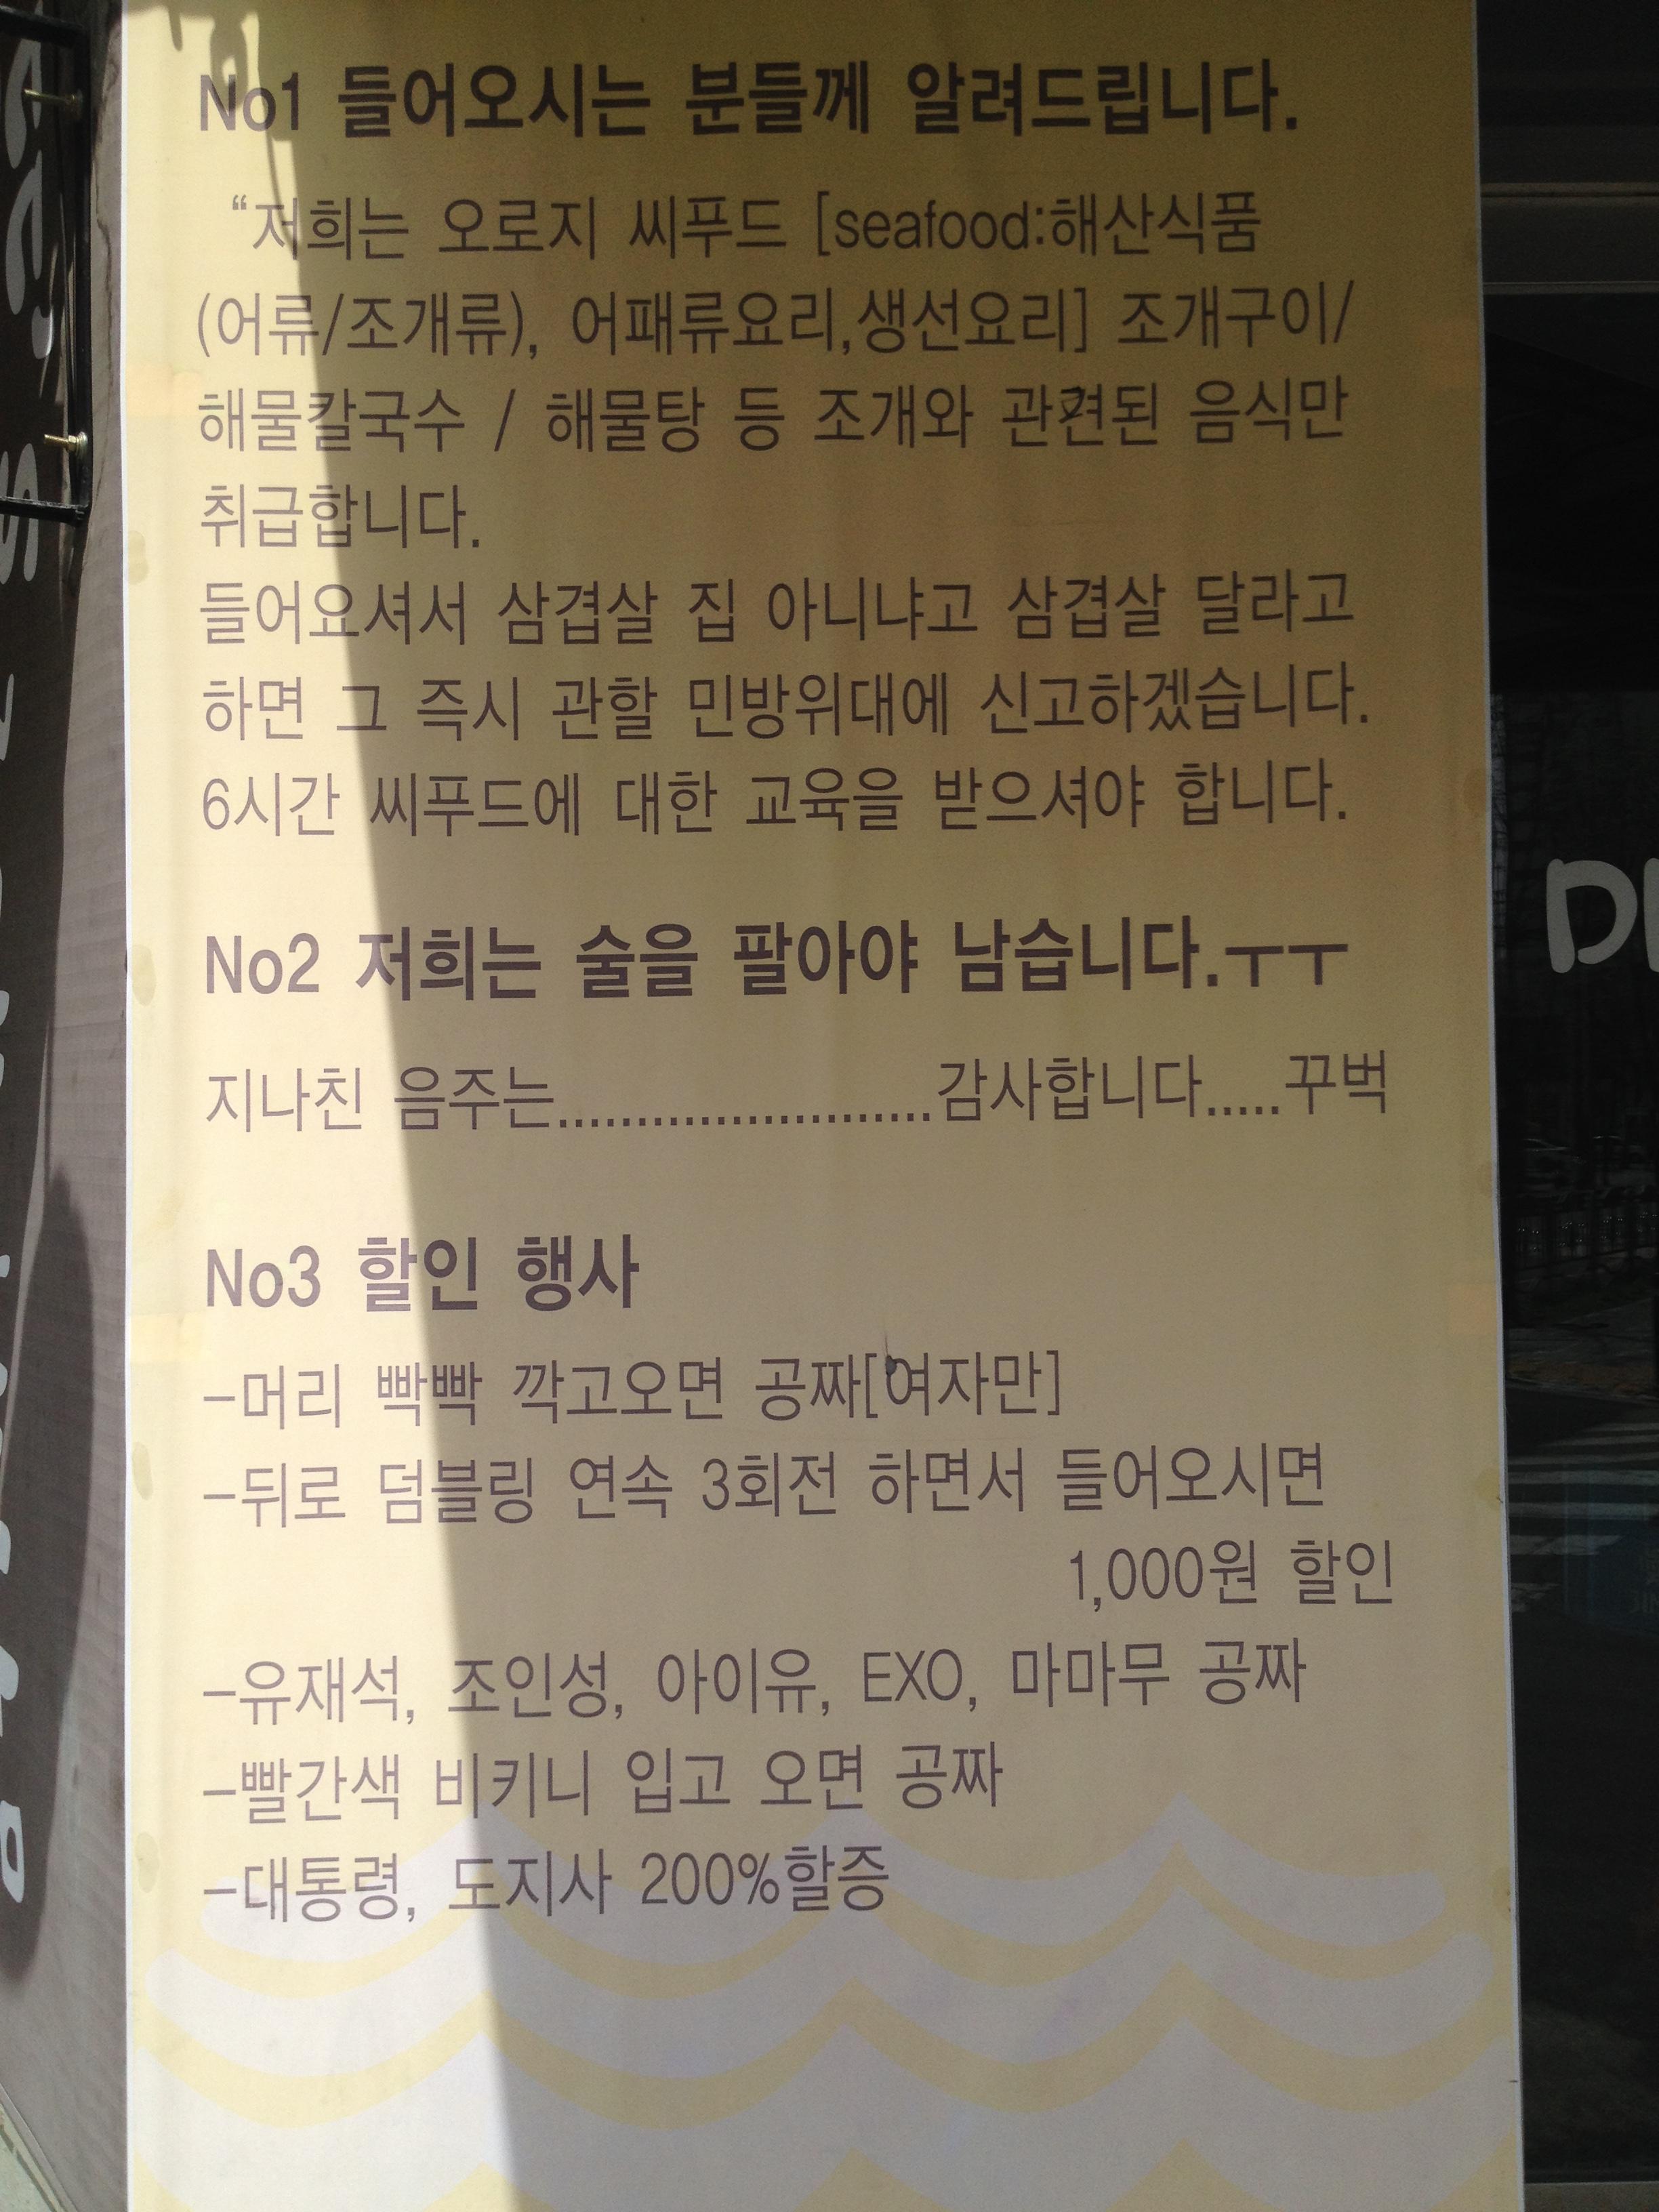 No1 들어오시는 분들께 알려드립니다.
“저희는 오로지 씨푸드 [seafood:해산식품
(어류/조개류), 어패류요리,생선요리] 조개구이/
해물칼국수 / 해물탕 등 조개와 관련된 음식만
취급합니다.
들어요셔서 삼겹살 집 아니냐고 삼겹살 달라고
하면 그 즉시 관할 민방위대에 신고하겠습니다.
6시간 씨푸드에 대한 교육을 받으셔야 합니다.
No2 저희는 술을 팔아야 남습니다.ㅜㅜ
지나친 음주는........................감사합니다.....꾸벅
No3 할인 행사
-머리 빡빡 깍고오면 공짜[여자만]
-뒤로 덤블링 연속 3회전 하면서 들어오시면
1,000원 할인
-유재석, 조인성, 아이유, EXO, 마마무 공짜
-빨간색 비키니 입고 오면 공짜
-대통령, 도지사 200%할증